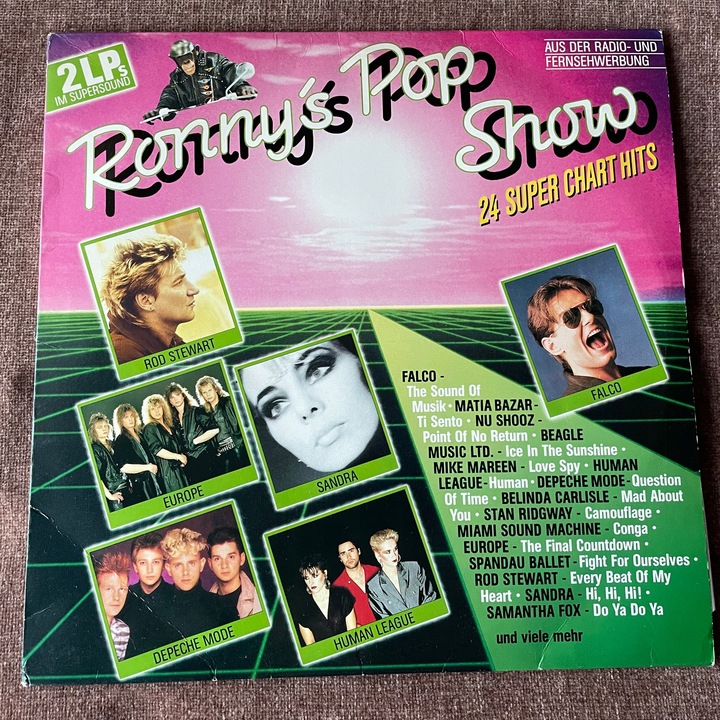 2 LPs
IM SUPERSOUND
AUS DER RADIO- UND
FERNSEHWERBUNG
Ronny's Pop
Show
24 SUPER CHART HITS
ROD STEWART
EUROPE
SANDRA
FALCO
DEPECHE MODE
HUMAN LEAGUE
FALCO -
The Sound Of
Musik • MATIA BAZAR -
Ti Sento • NU SHOOZ -
Point Of No Return • BEAGLE
MUSIC LTD. - Ice In The Sunshine •
MIKE MAREEN - Love Spy • HUMAN
LEAGUE - Human • DEPECHE MODE - Question
Of Time • BELINDA CARLISLE - Mad About
You • STAN RIDGWAY - Camouflage •
MIAMI SOUND MACHINE - Conga •
EUROPE - The Final Countdown •
SPANDAU BALLET - Fight For Ourselves •
ROD STEWART - Every Beat Of My
Heart • SANDRA - Hi, Hi, Hi! •
SAMANTHA FOX - Do Ya Do Ya
und viele mehr